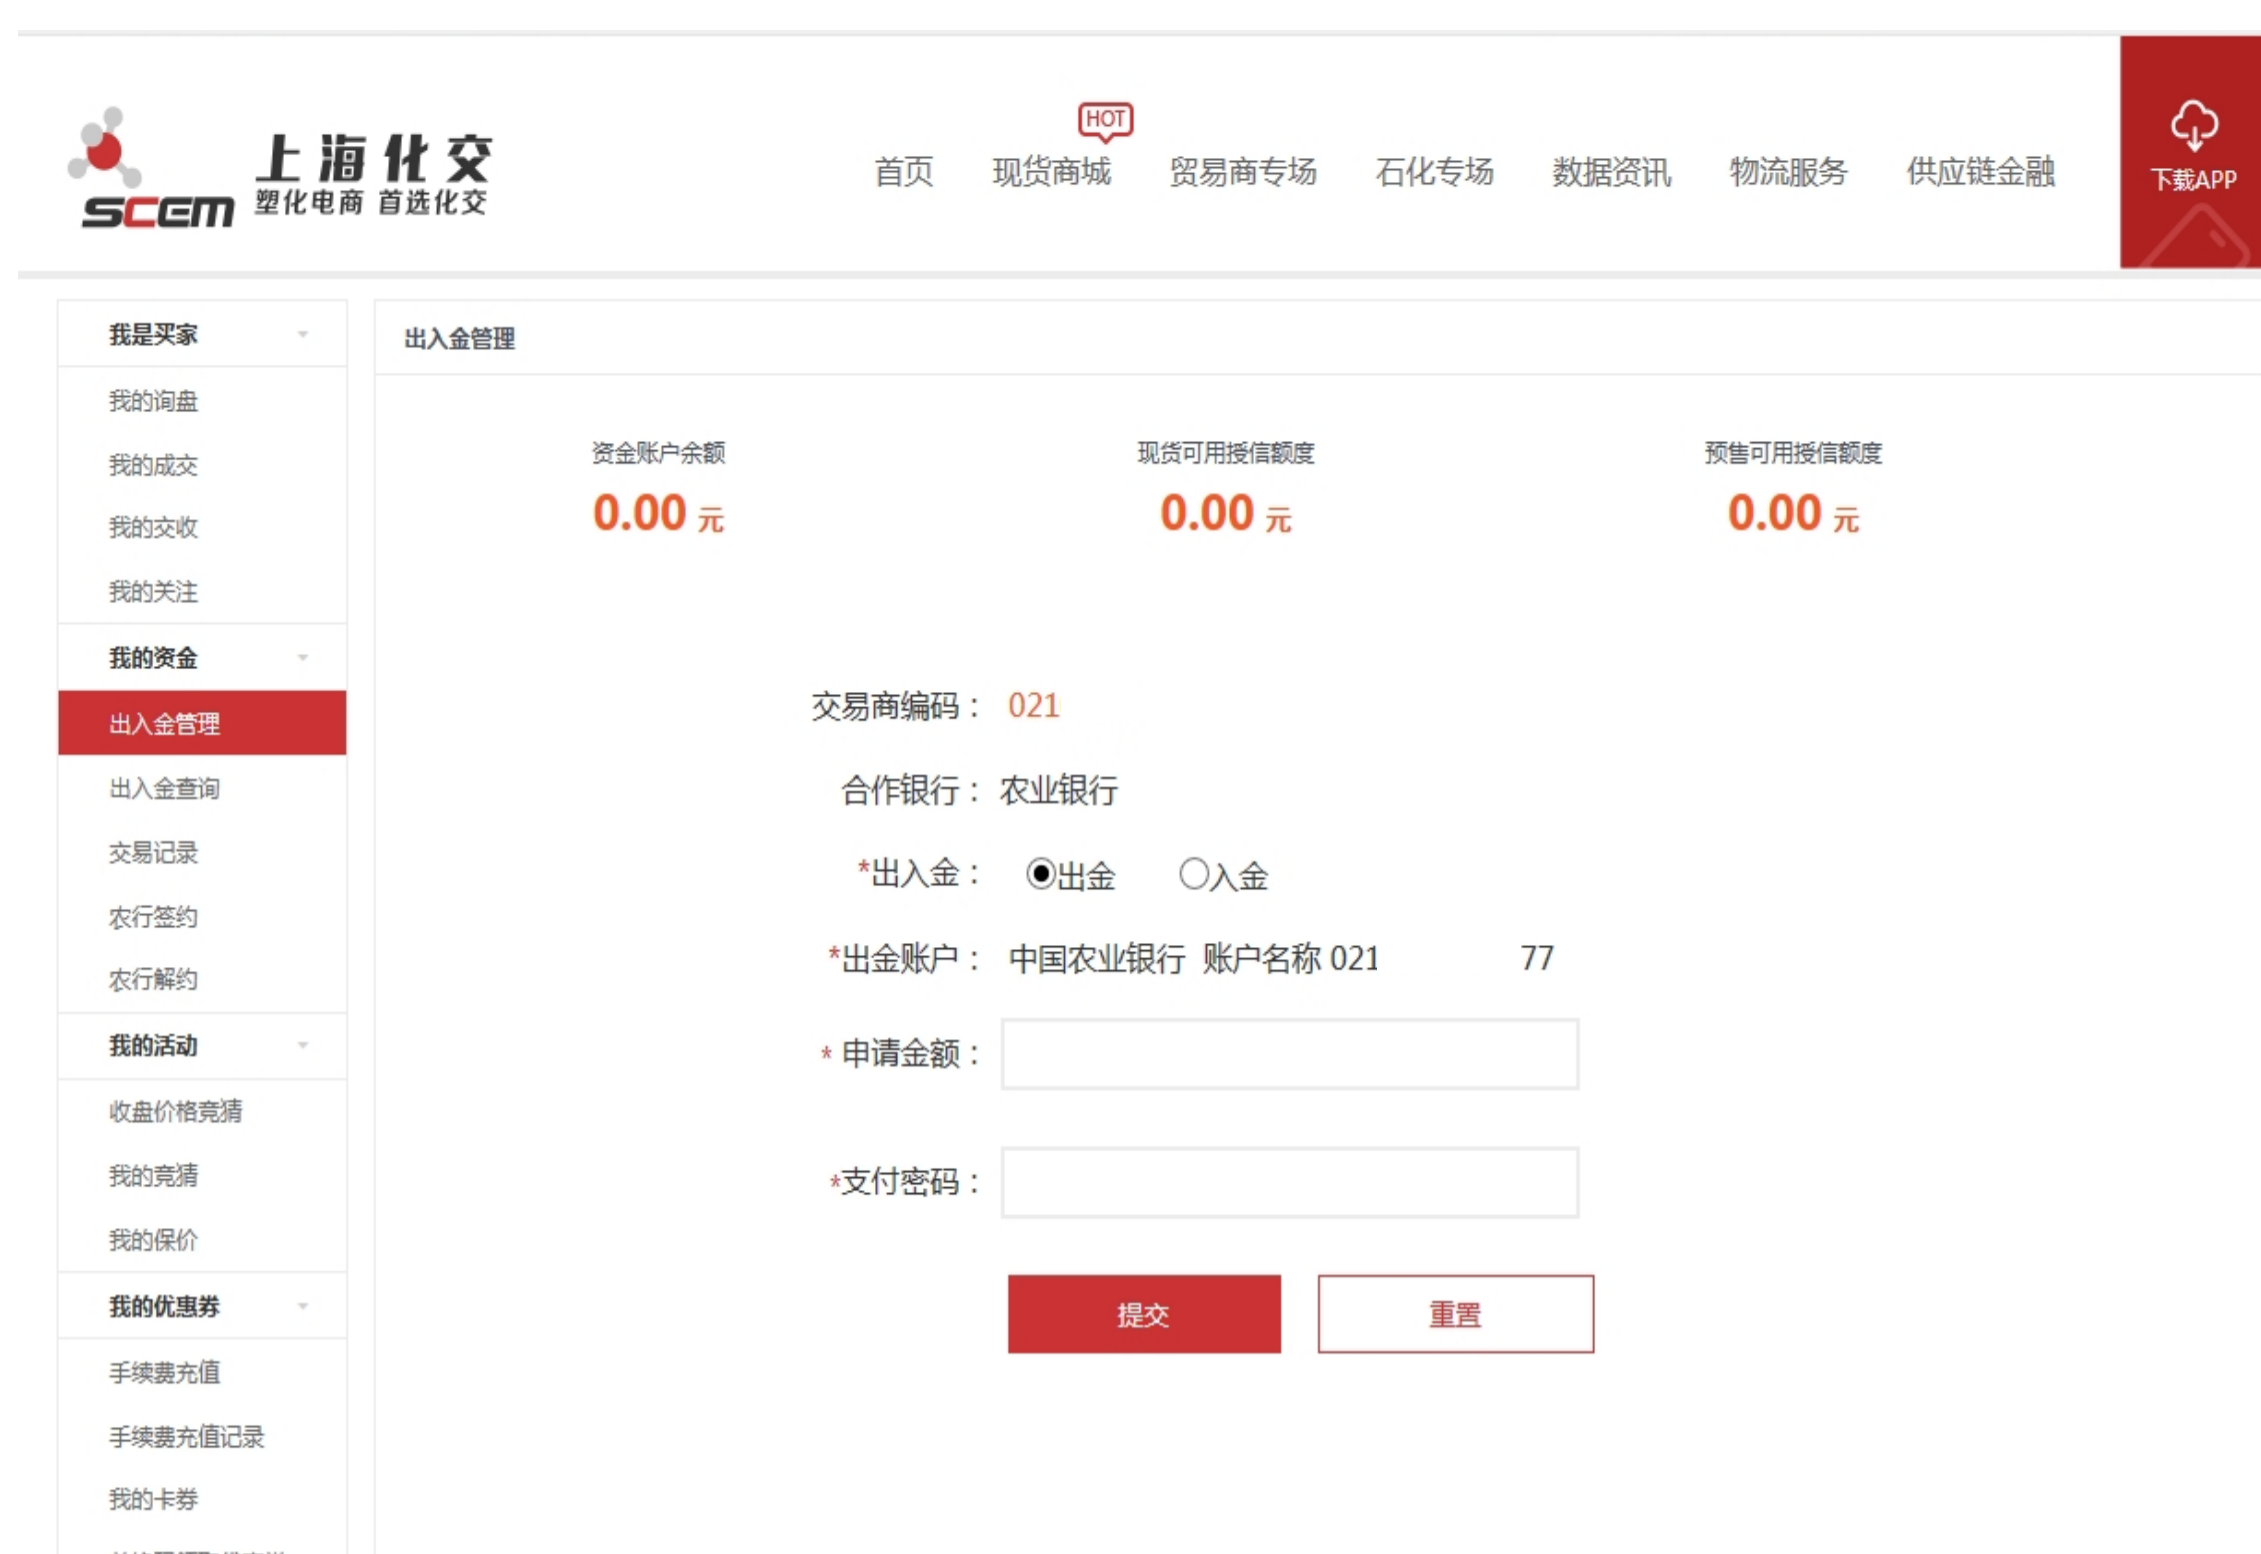 SCEM
上海化交
塑化电商 首选化交
HOT
首页 现货商城 贸易商专场 石化专场 数据资讯 物流服务 供应链金融
下载APP
我是买家
我的询盘
我的成交
我的交收
我的关注
我的资金
出入金管理
出入金查询
交易记录
农行签约
农行解约
我的活动
收盘价格竞猜
我的竞猜
我的保价
我的优惠券
手续费充值
手续费充值记录
我的卡券
出入金管理
资金账户余额 现货可用授信额度 预售可用授信额度
0.00 元 0.00 元 0.00 元
交易商编码： 021
合作银行： 农业银行
*出入金： 出金 入金
*出金账户： 中国农业银行 账户名称 021 77
* 申请金额：
*支付密码：
提交 重置